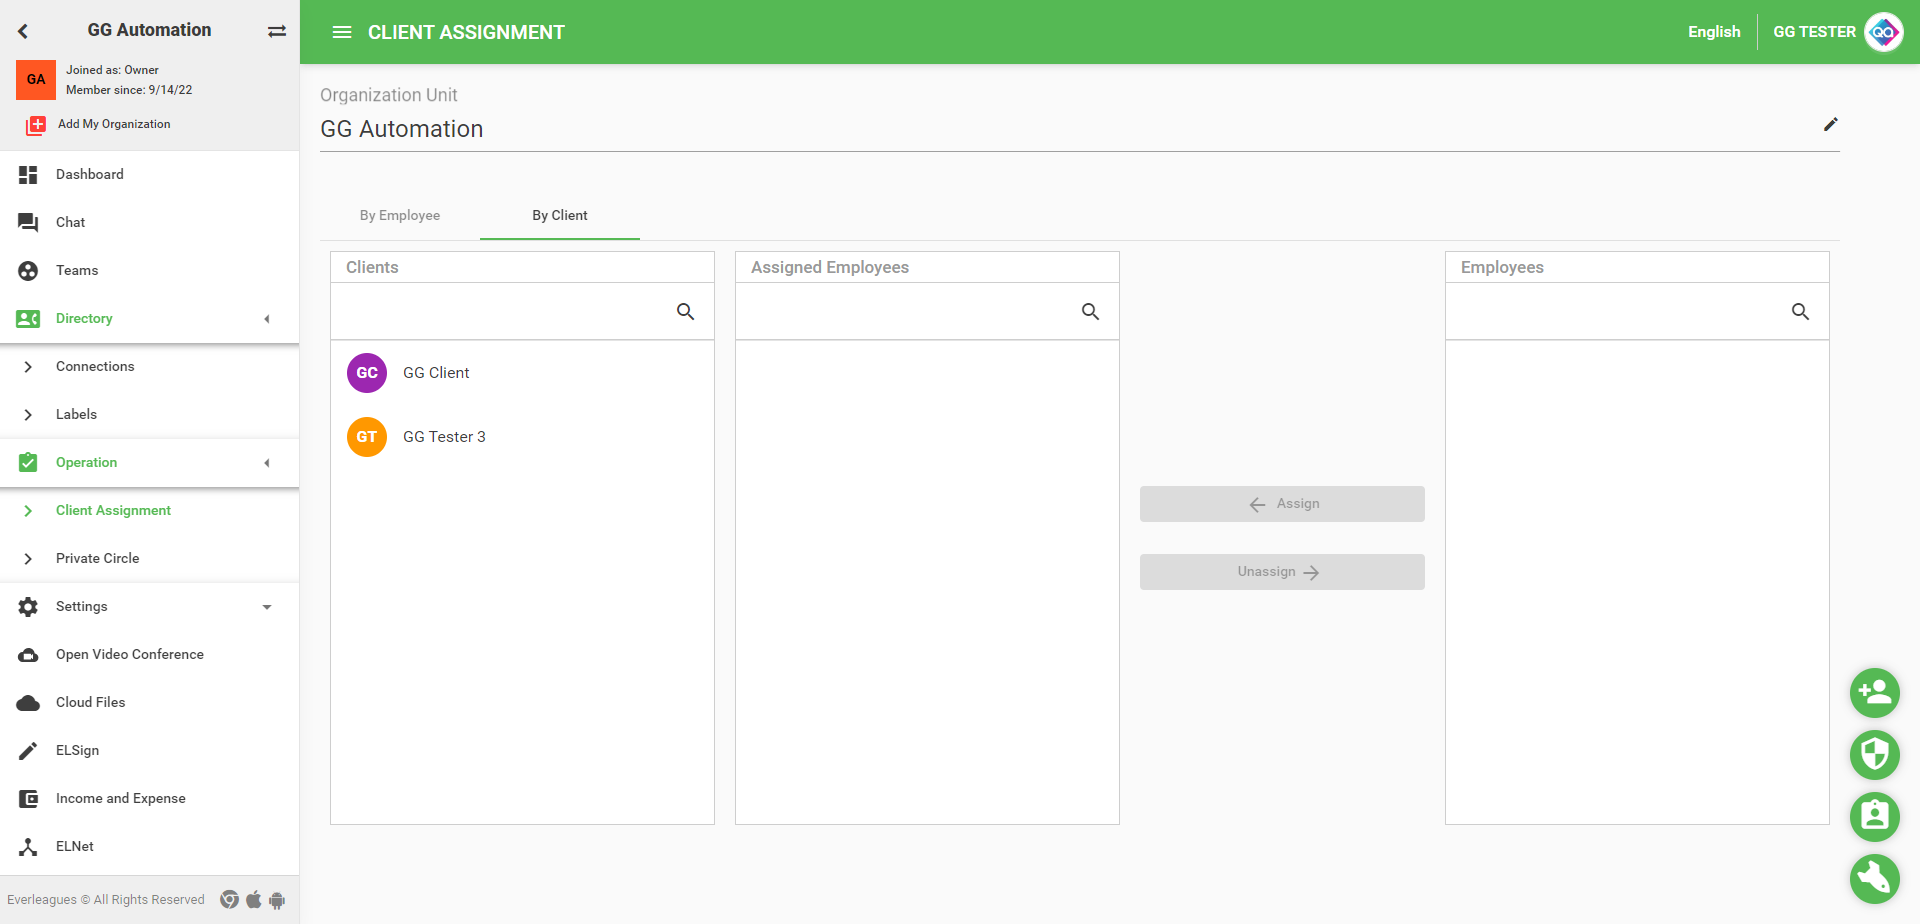 GG Automation
GA
Joined as: Owner
Member since: 9/14/22
Add My Organization
Dashboard
Chat
Teams
Directory
Connections
Labels
Operation
Client Assignment
Private Circle
Settings
Open Video Conference
Cloud Files
ELSign
Income and Expense
ELNet
Everleagues © All Rights Reserved
CLIENT ASSIGNMENT
English
GG TESTER
QA
Organization Unit
GG Automation
By Employee
By Client
Clients
GC
GG Client
GT
GG Tester 3
Assigned Employees
Assign
Unassign
Employees